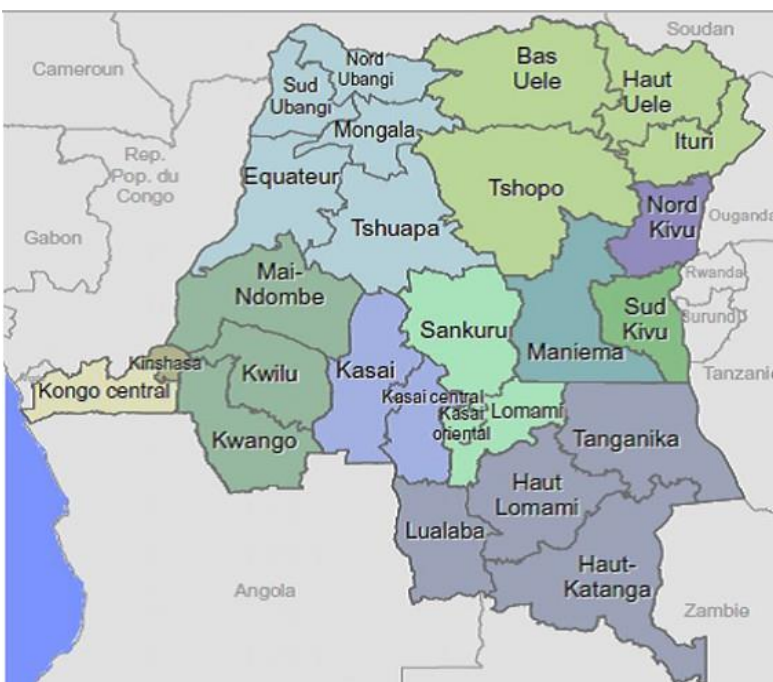 Soudan
Cameroun
Nord
Ubangi
Sud
Ubangi
Bas
Uele
Haut
Uele
Mongala
Ituri
Rep.
Pop. du
Congo
Equateur
Tshopo
Nord
Kivu
Ouganda
Gabon
Tshuapa
Mai-
Ndombe
Rwanda
Sankuru
Sud
Kivu
Burundi
Maniema
Kinshasa
Kongo central
Kwilu
Kasai
Tanzanie
Kasai central
Kasai
oriental
Lomami
Kwango
Tanganika
Haut
Lomami
Lualaba
Haut-
Katanga
Angola
Zambie